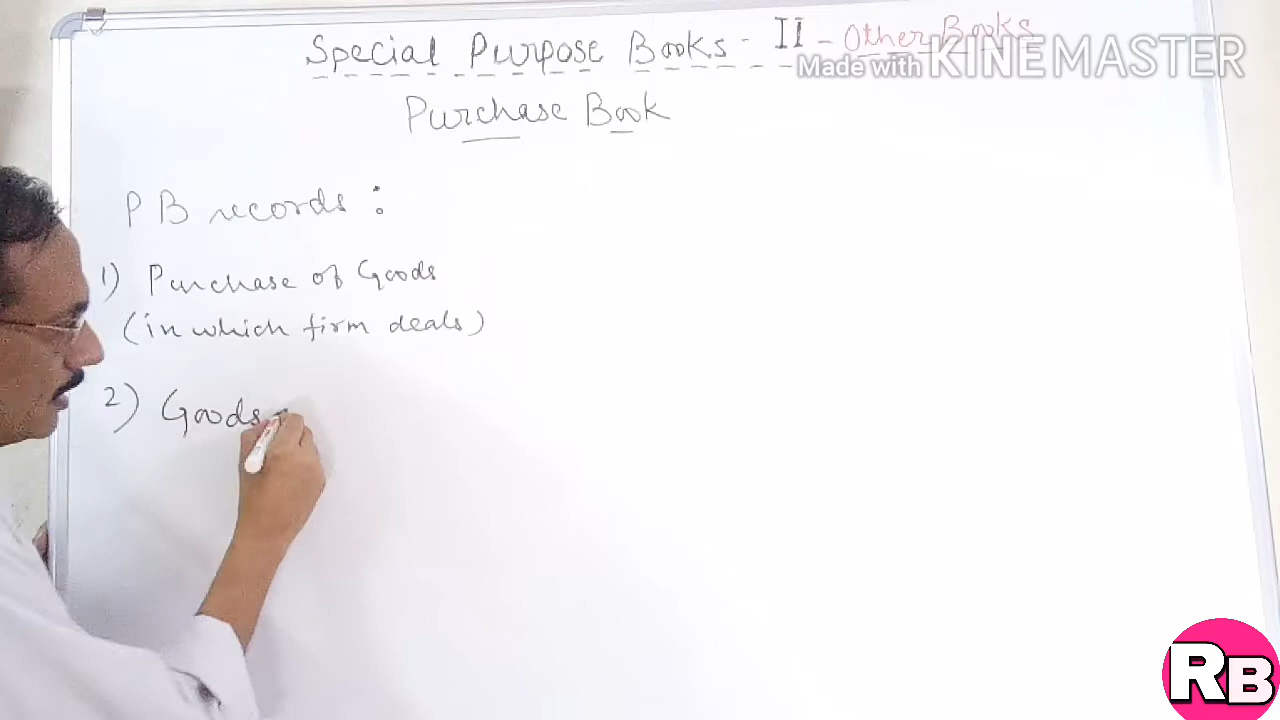 Special Purpose Books - II - Other Books
Made with KINEMASTER
Purchase Book
P B records :
1) Purchase of Goods
(in which firm deals)
2) Goods
RB